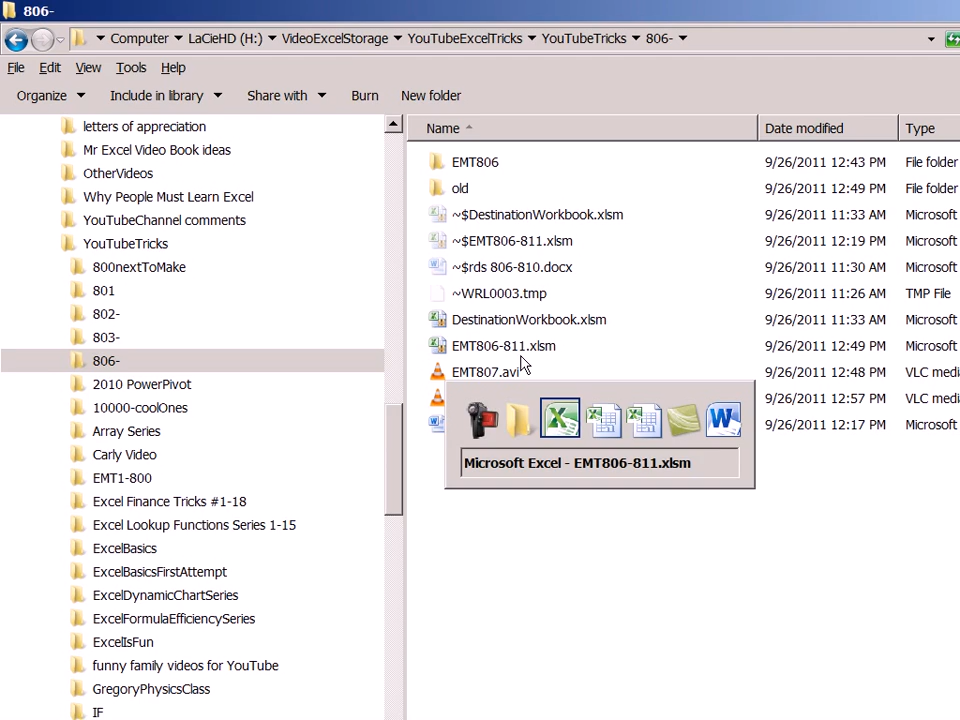 806-
Computer LaCieHD (H:) VideoExcelStorage YouTubeExcelTricks YouTubeTricks 806-
File Edit View Tools Help
Organize Include in library Share with Burn New folder
letters of appreciation
Mr Excel Video Book ideas
OtherVideos
Why People Must Learn Excel
YouTubeChannel comments
YouTubeTricks
800nextToMake
801
802-
803-
806-
2010 PowerPivot
10000-coolOnes
Array Series
Carly Video
EMT1-800
Excel Finance Tricks #1-18
Excel Lookup Functions Series 1-15
ExcelBasics
ExcelBasicsFirstAttempt
ExcelDynamicChartSeries
ExcelFormulaEfficiencySeries
ExcelIsFun
funny family videos for YouTube
GregoryPhysicsClass
IF
Name Date modified Type
EMT806 9/26/2011 12:43 PM File folder
old 9/26/2011 12:49 PM File folder
~$DestinationWorkbook.xlsm 9/26/2011 11:33 AM Microsoft
~$EMT806-811.xlsm 9/26/2011 12:19 PM Microsoft
~$rds 806-810.docx 9/26/2011 11:30 AM Microsoft
~WRL0003.tmp 9/26/2011 11:26 AM TMP File
DestinationWorkbook.xlsm 9/26/2011 11:33 AM Microsoft
EMT806-811.xlsm 9/26/2011 12:49 PM Microsoft
EMT807.avi 9/26/2011 12:48 PM VLC media
9/26/2011 12:57 PM VLC media
9/26/2011 12:17 PM Microsoft
Microsoft Excel - EMT806-811.xlsm